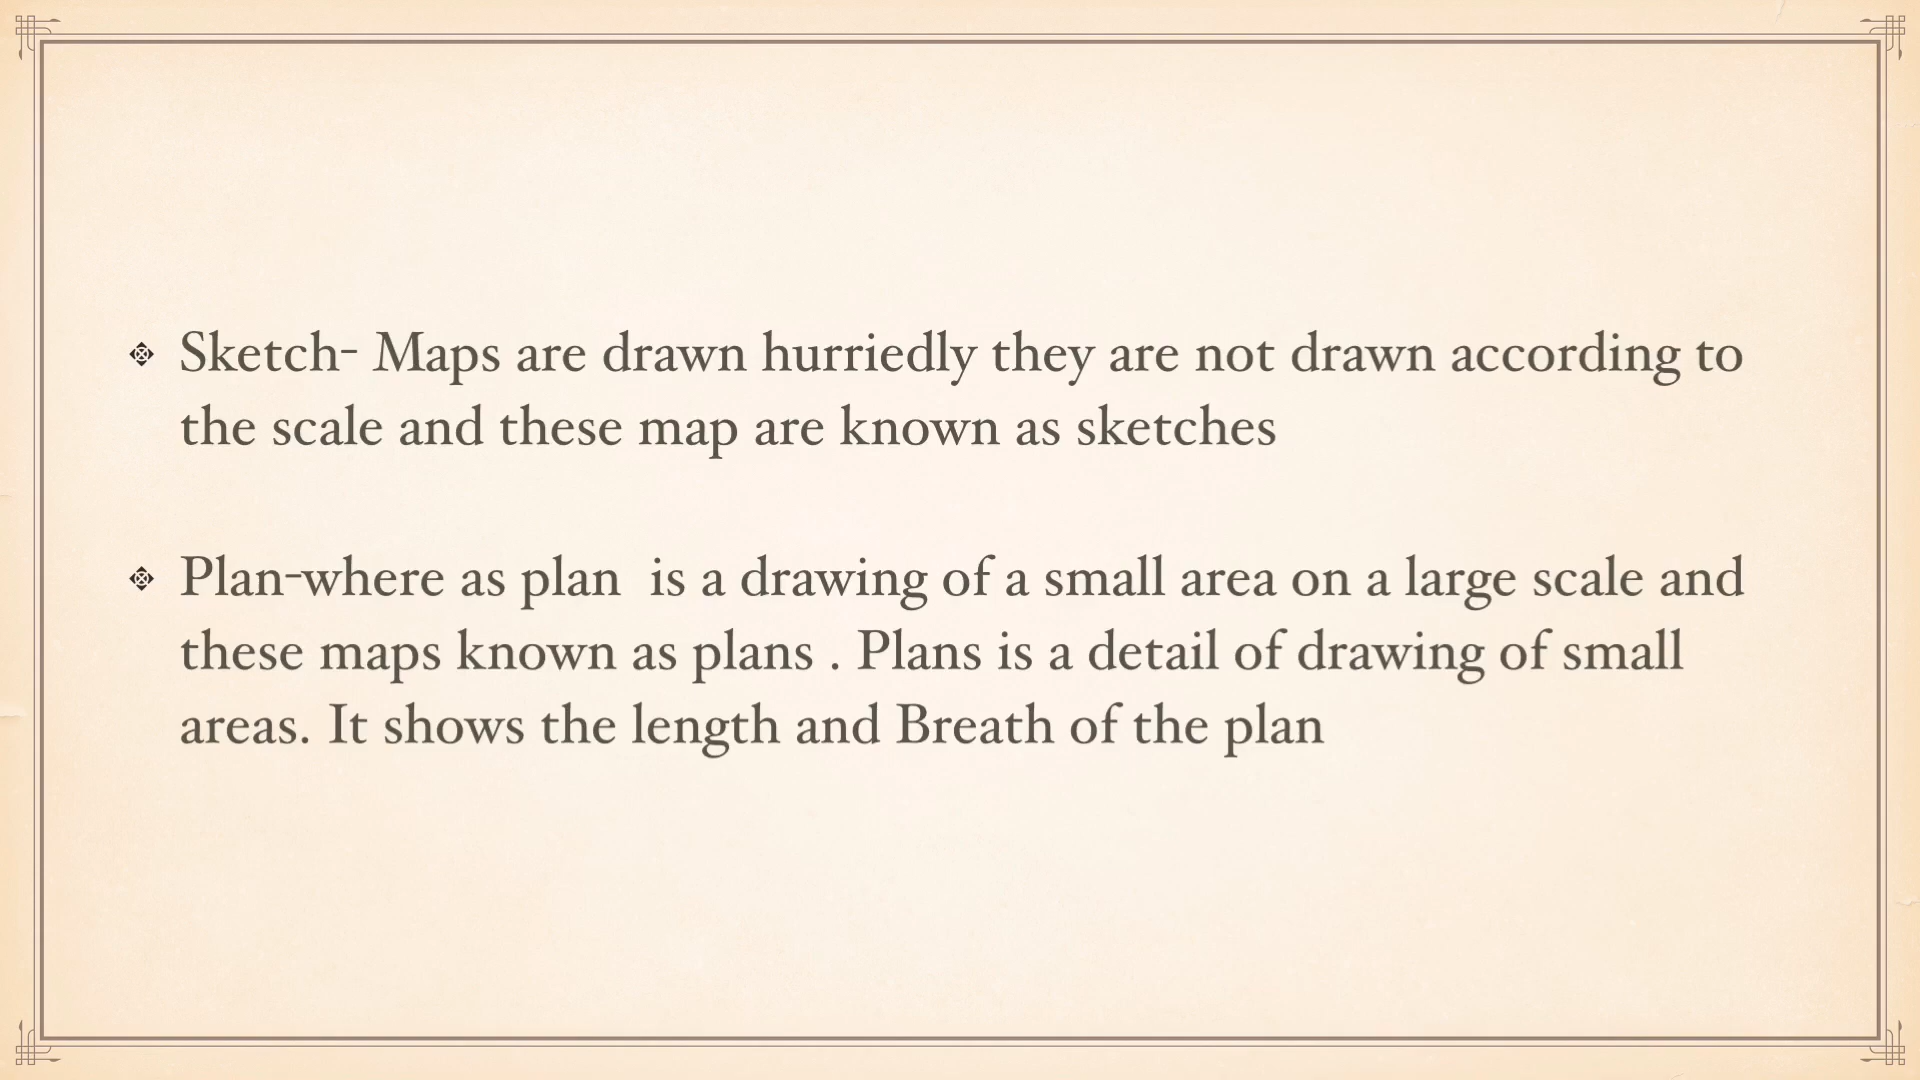 Sketch- Maps are drawn hurriedly they are not drawn according to
the scale and these map are known as sketches
Plan-where as plan  is a drawing of a small area on a large scale and
these maps known as plans . Plans is a detail of drawing of small
areas. It shows the length and Breath of the plan